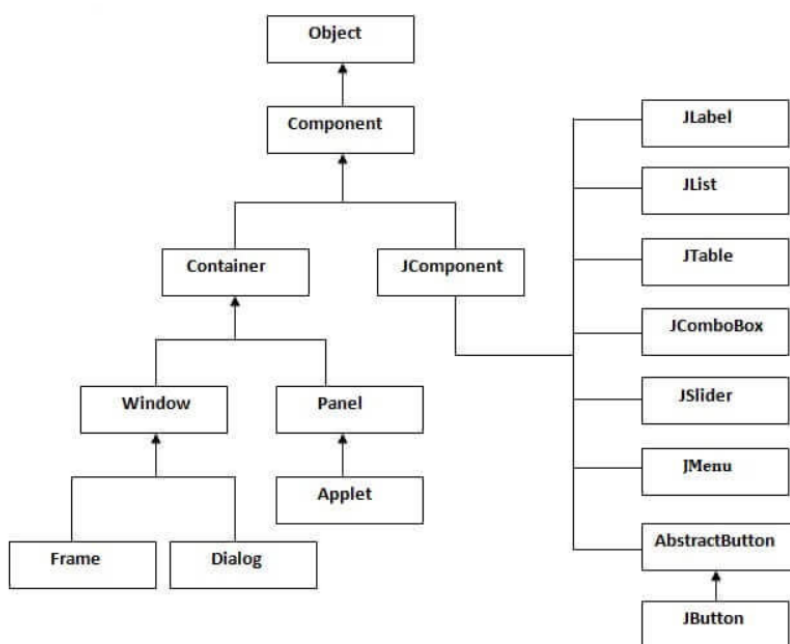 Object
Component
Container
JComponent
Window
Panel
Applet
Frame
Dialog
JLabel
JList
JTable
JComboBox
JSlider
JMenu
AbstractButton
JButton